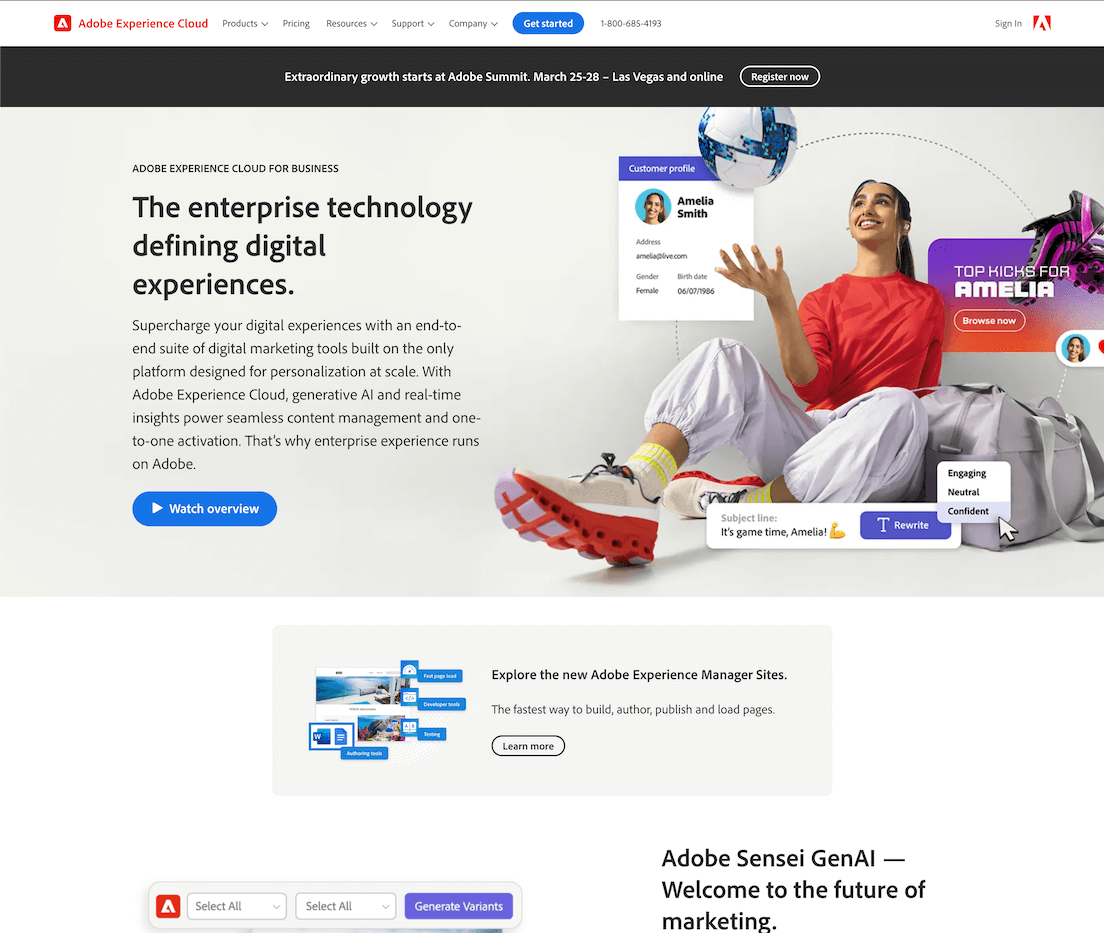 Adobe Experience Cloud
Products
Pricing
Resources
Support
Company
Get started
1-800-685-4193
Sign In
Extraordinary growth starts at Adobe Summit. March 25-28 – Las Vegas and online
Register now
ADOBE EXPERIENCE CLOUD FOR BUSINESS
The enterprise technology
defining digital
experiences.
Supercharge your digital experiences with an end-to-
end suite of digital marketing tools built on the only
platform designed for personalization at scale. With
Adobe Experience Cloud, generative AI and real-time
insights power seamless content management and one-
to-one activation. That's why enterprise experience runs
on Adobe.
Watch overview
Customer profile
Amelia
Smith
Address
amelia@live.com
Gender
Birth date
Female
06/07/1986
TOP KICKS FOR
AMELIA
Browse now
Engaging
Neutral
Confident
Subject line:
It's game time, Amelia! 💪
T Rewrite
Fast page load
Developer tools
Testing
W
Authoring tools
Explore the new Adobe Experience Manager Sites.
The fastest way to build, author, publish and load pages.
Learn more
Adobe Sensei GenAI —
Welcome to the future of
marketing.
Select All
Select All
Generate Variants